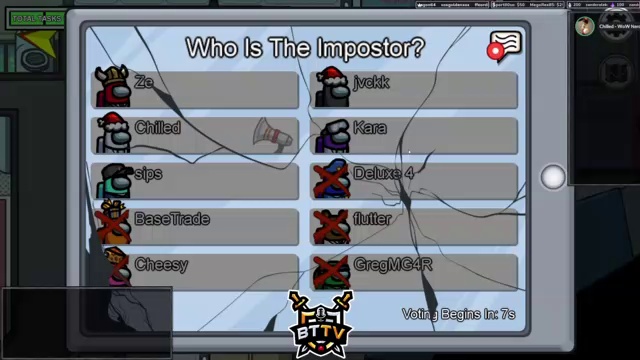 TOTAL TASKS
Who Is The Impostor?
Ze
jvckk
Chilled
Kara
sips
Deluxe 4
BaseTrade
flutter
Cheesy
GregMG4R
Voting Begins In: 7s
BTTV